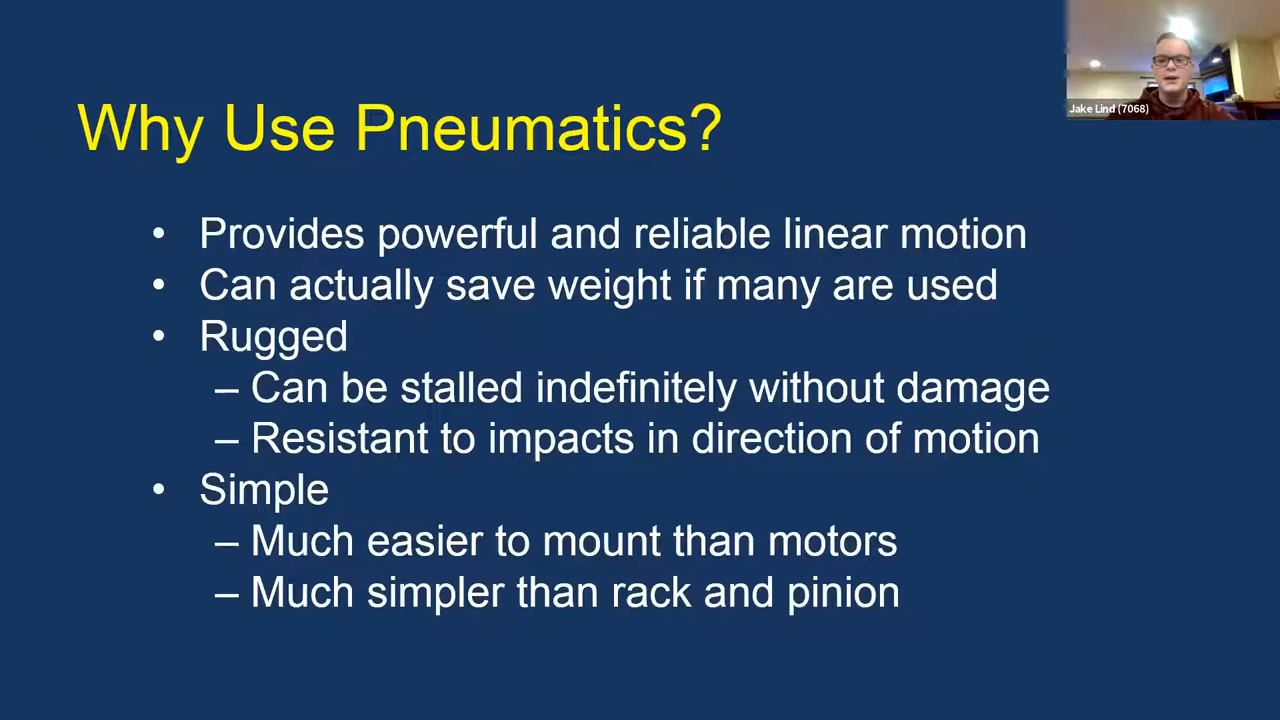 Jake Lind (7068)
Why Use Pneumatics?
• Provides powerful and reliable linear motion
• Can actually save weight if many are used
• Rugged
– Can be stalled indefinitely without damage
– Resistant to impacts in direction of motion
• Simple
– Much easier to mount than motors
– Much simpler than rack and pinion